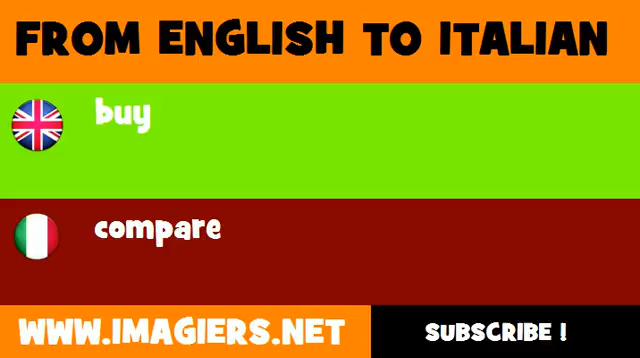 FROM ENGLISH TO ITALIAN
buy
compare
WWW.IMAGIERS.NET
SUBSCRIBE !